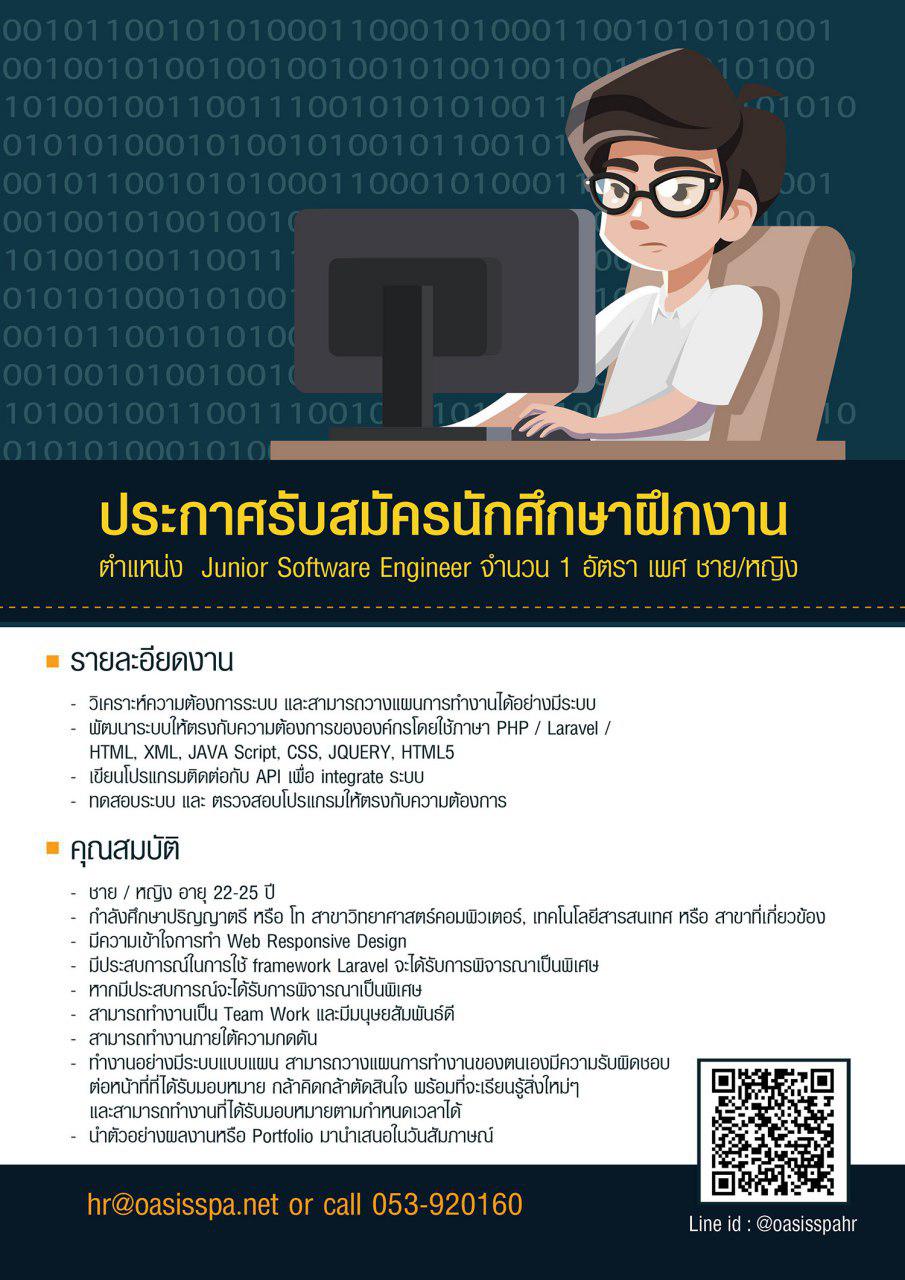 001011001010100011000101000110010101010​01
001001010010010010010010100100100100 10100
1010010011001100111100101010101001101010
0101010001010010100101001011001010
00101100101010001100010100011001
001001010010010010
1010010011001100111
0101010001010010
001011001010100
001001010010010
10100100110011001110010101010
01010100010100
ประกาศรับสมัครนักศึกษาฝึกงาน
ตำแหน่ง Junior Software Engineer จำนวน 1 อัตรา เพศ ชาย/หญิง
รายละอียดงาน
- วิเคราะห์ความต้องการระบบ และสามารถวางแผนการทำงานได้อย่างมีระบบ
- พัฒนาระบบให้ตรงกับความต้องการขององค์กรโดยใช้ภาษา PHP / Laravel /
HTML, XML, JAVA Script, CSS, JQUERY, HTML5
- เขียนโปรแกรมติดต่อกับ API เพื่อ integrate ระบบ
- ทดสอบระบบ และ ตรวจสอบโปรแกรมให้ตรงกับความต้องการ
คุณสมบัติ
- ชาย / หญิง อายุ 22-25 ปี
- กำลังศึกษาปริญญาตรี หรือ โท สาขาวิทยาศาสตร์คอมพิวเตอร์, เทคโนโลยีสารสนเทศ หรือ สาขาที่เกี่ยวข้อง
- มีความเข้าใจการทำ Web Responsive Design
- มีประสบการณ์ในการใช้ framework Laravel จะได้รับการพิจารณาเป็นพิเศษ
- หากมีประสบการณ์จะได้รับการพิจารณาเป็นพิเศษ
- สามารถทำงานเป็น Team Work และมีมนุษยสัมพันธ์ดี
- สามารถทำงานภายใต้ความกดดัน
- ทำงานอย่างมีระบบแบบแผน สามารถวางแผนการทำงานของตนเองมีความรับผิดชอบ
ต่อหน้าที่ที่ได้รับมอบหมาย กล้าคิดกล้าตัดสินใจ พร้อมที่จะเรียนรู้สิ่งใหม่ๆ
และสามารถทำงานที่ได้รับมอบหมายตามกำหนดเวลาได้
- นำตัวอย่างผลงานหรือ Portfolio มานำเสนอในวันสัมภาษณ์
hr@oasisspa.net or call 053-920160
Line id : @oasisspahr